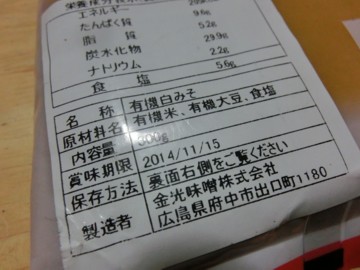 エネルギー 299kcal
たんぱく質 9.6g
脂質 5.2g
炭水化物 29.9g
ナトリウム 2.2g
食塩 5.6g
名称 有機白みそ
原材料名 有機米、有機大豆、食塩
内容量
賞味期限 2014/11/15
保存方法 裏面右側をご覧ください
製造者 金光味噌株式会社
広島県府中市出口町1180